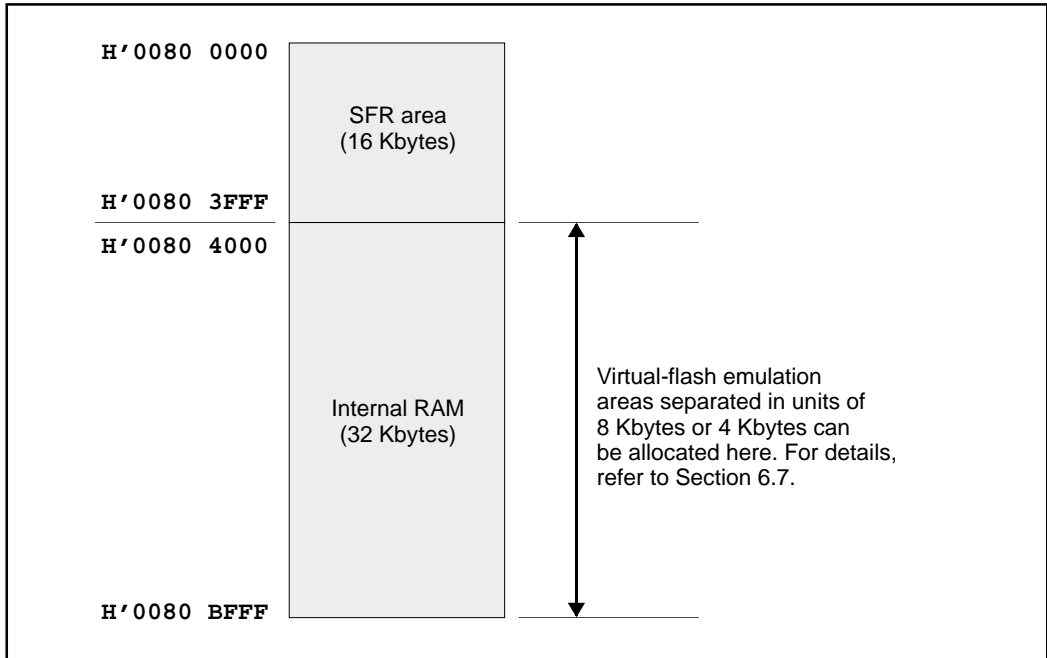 H'0080 0000
SFR area
(16 Kbytes)
H'0080 3FFF
H'0080 4000
Internal RAM
(32 Kbytes)
Virtual-flash emulation
areas separated in units of
8 Kbytes or 4 Kbytes can
be allocated here. For details,
refer to Section 6.7.
H'0080 BFFF